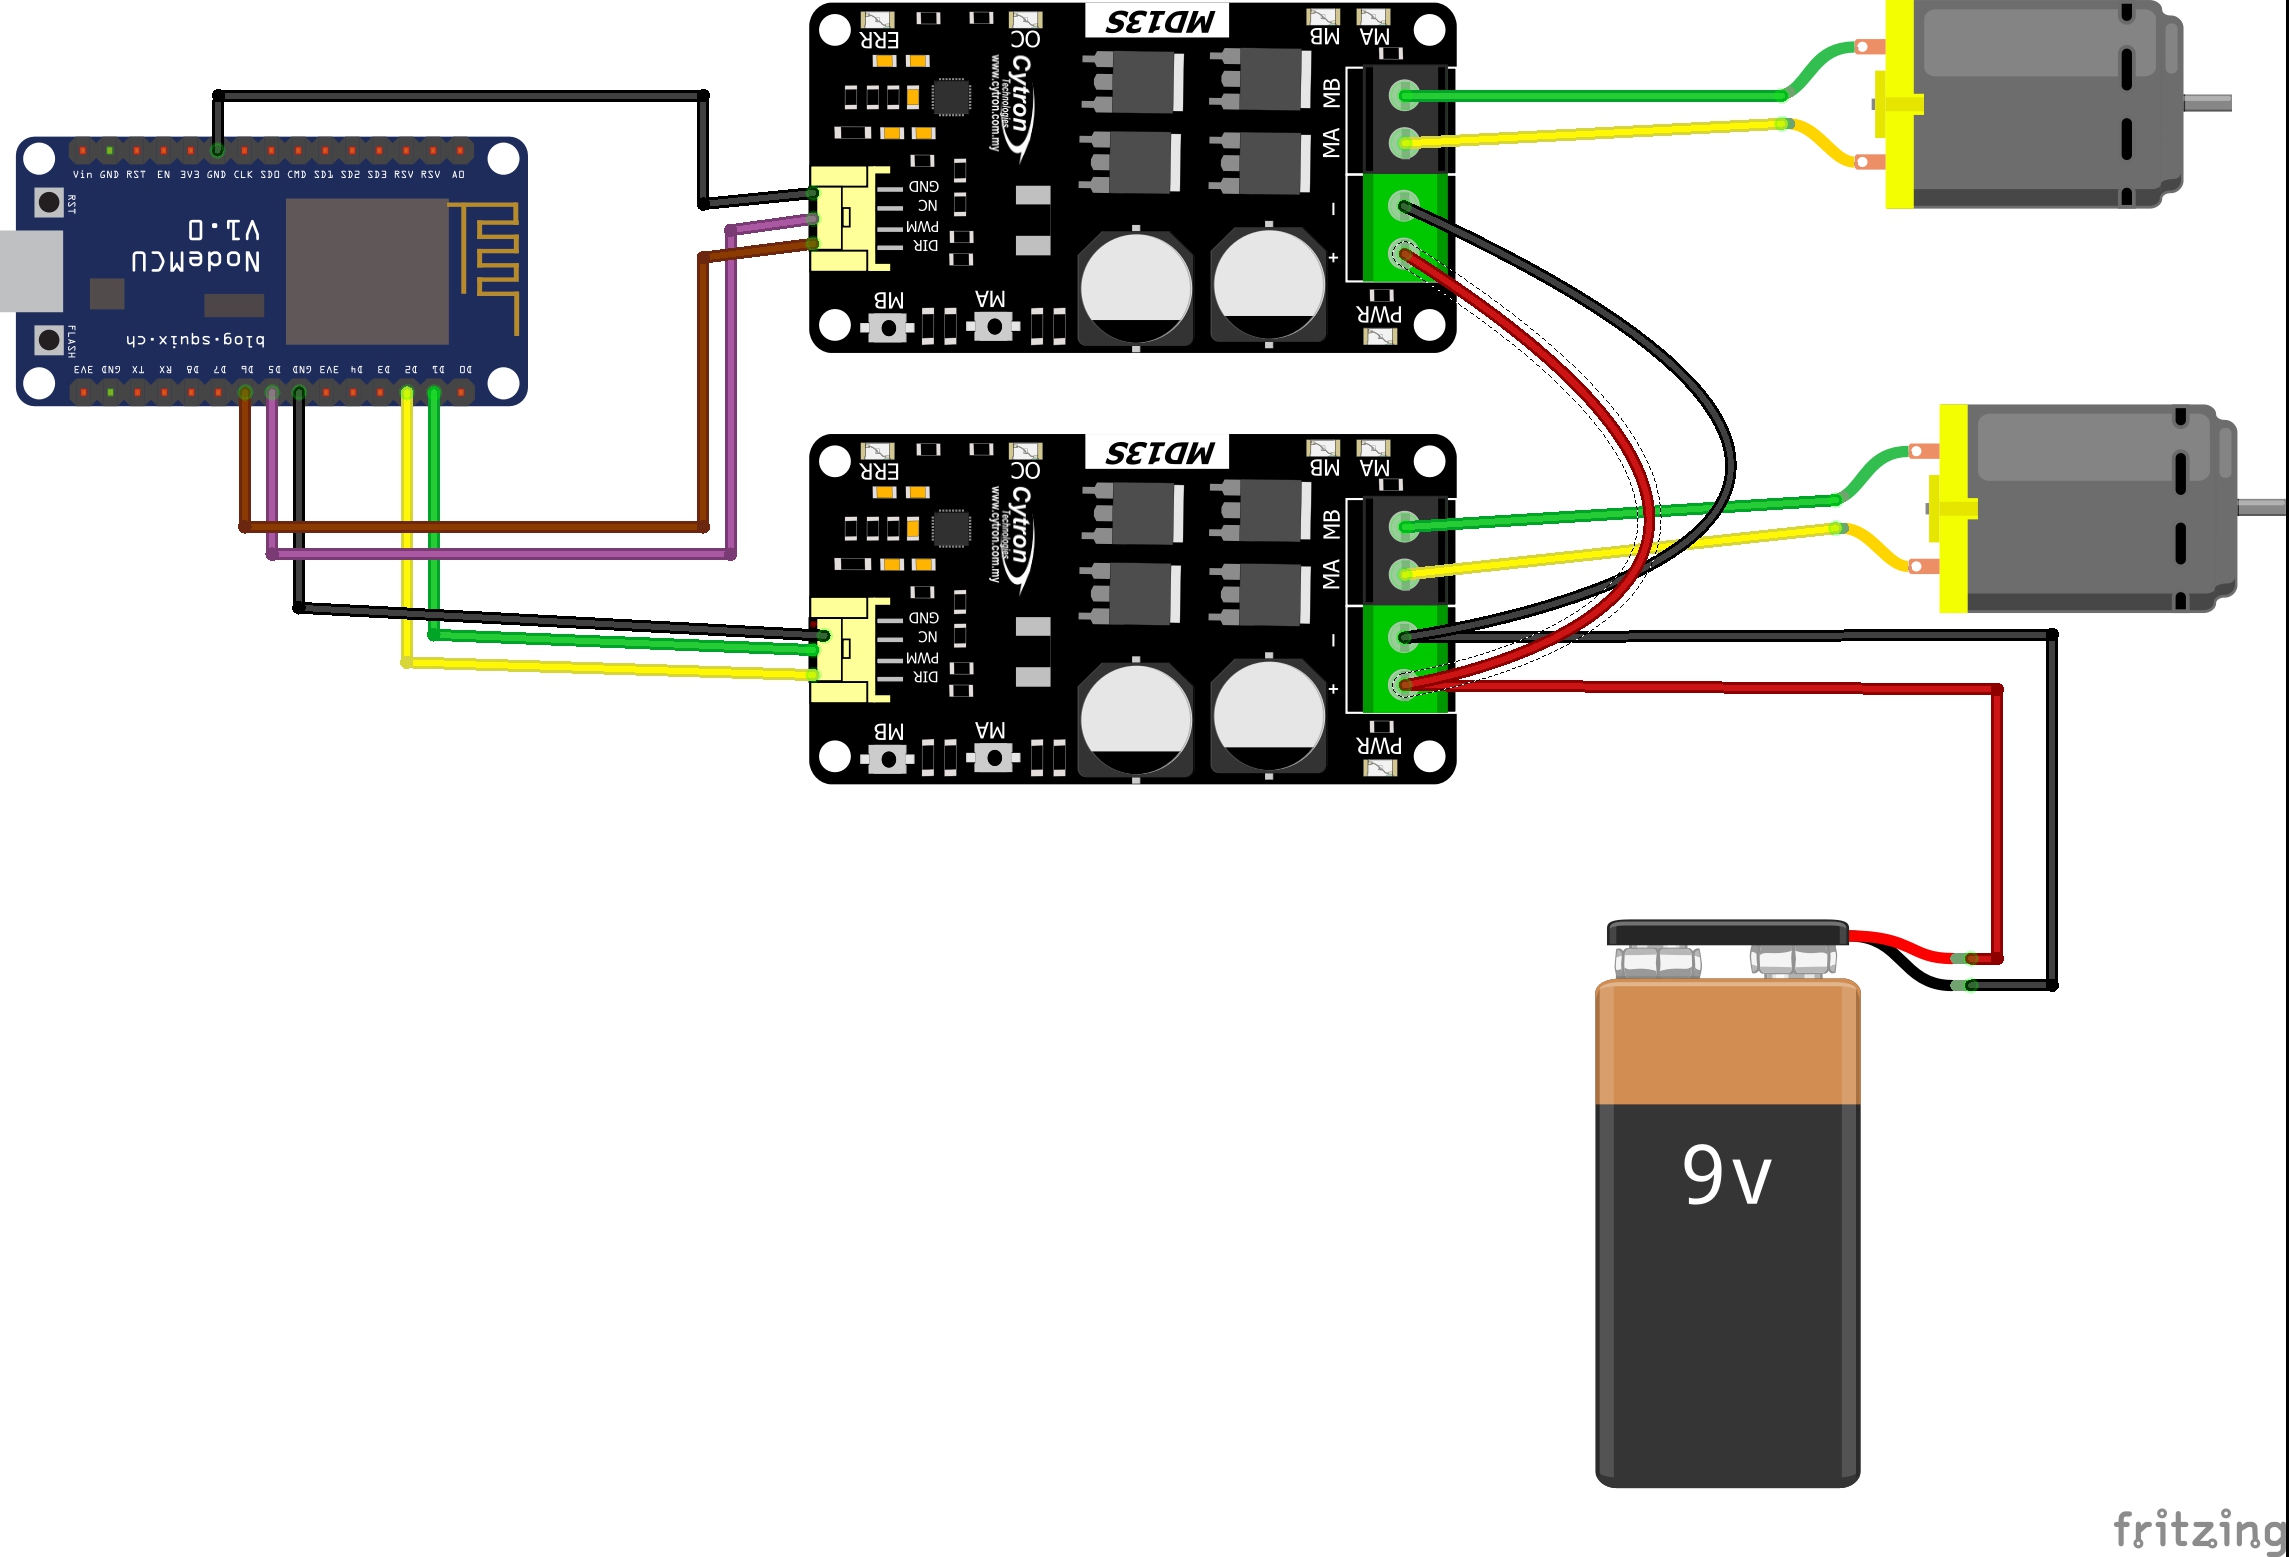 MD13S
ERR
OC
MB
MA
Cytron
Technologies
www.cytron.com.my
MB
MA
GND
NC
PWM
DIR
-
+
MB
MA
PWR
Vin GND RST EN 3V3 GND CLK SD0 CMD SD1 SD2 SD3 RSV RSV A0
RST
NodeMCU
V1.0
blog.squix.ch
FLASH
3V3 GND TX RX D8 D7 D6 D5 GND 3V3 D4 D3 D2 D1 D0
MD13S
ERR
OC
MB
MA
Cytron
Technologies
www.cytron.com.my
MB
MA
GND
NC
PWM
DIR
-
+
MB
MA
PWR
9v
fritzing